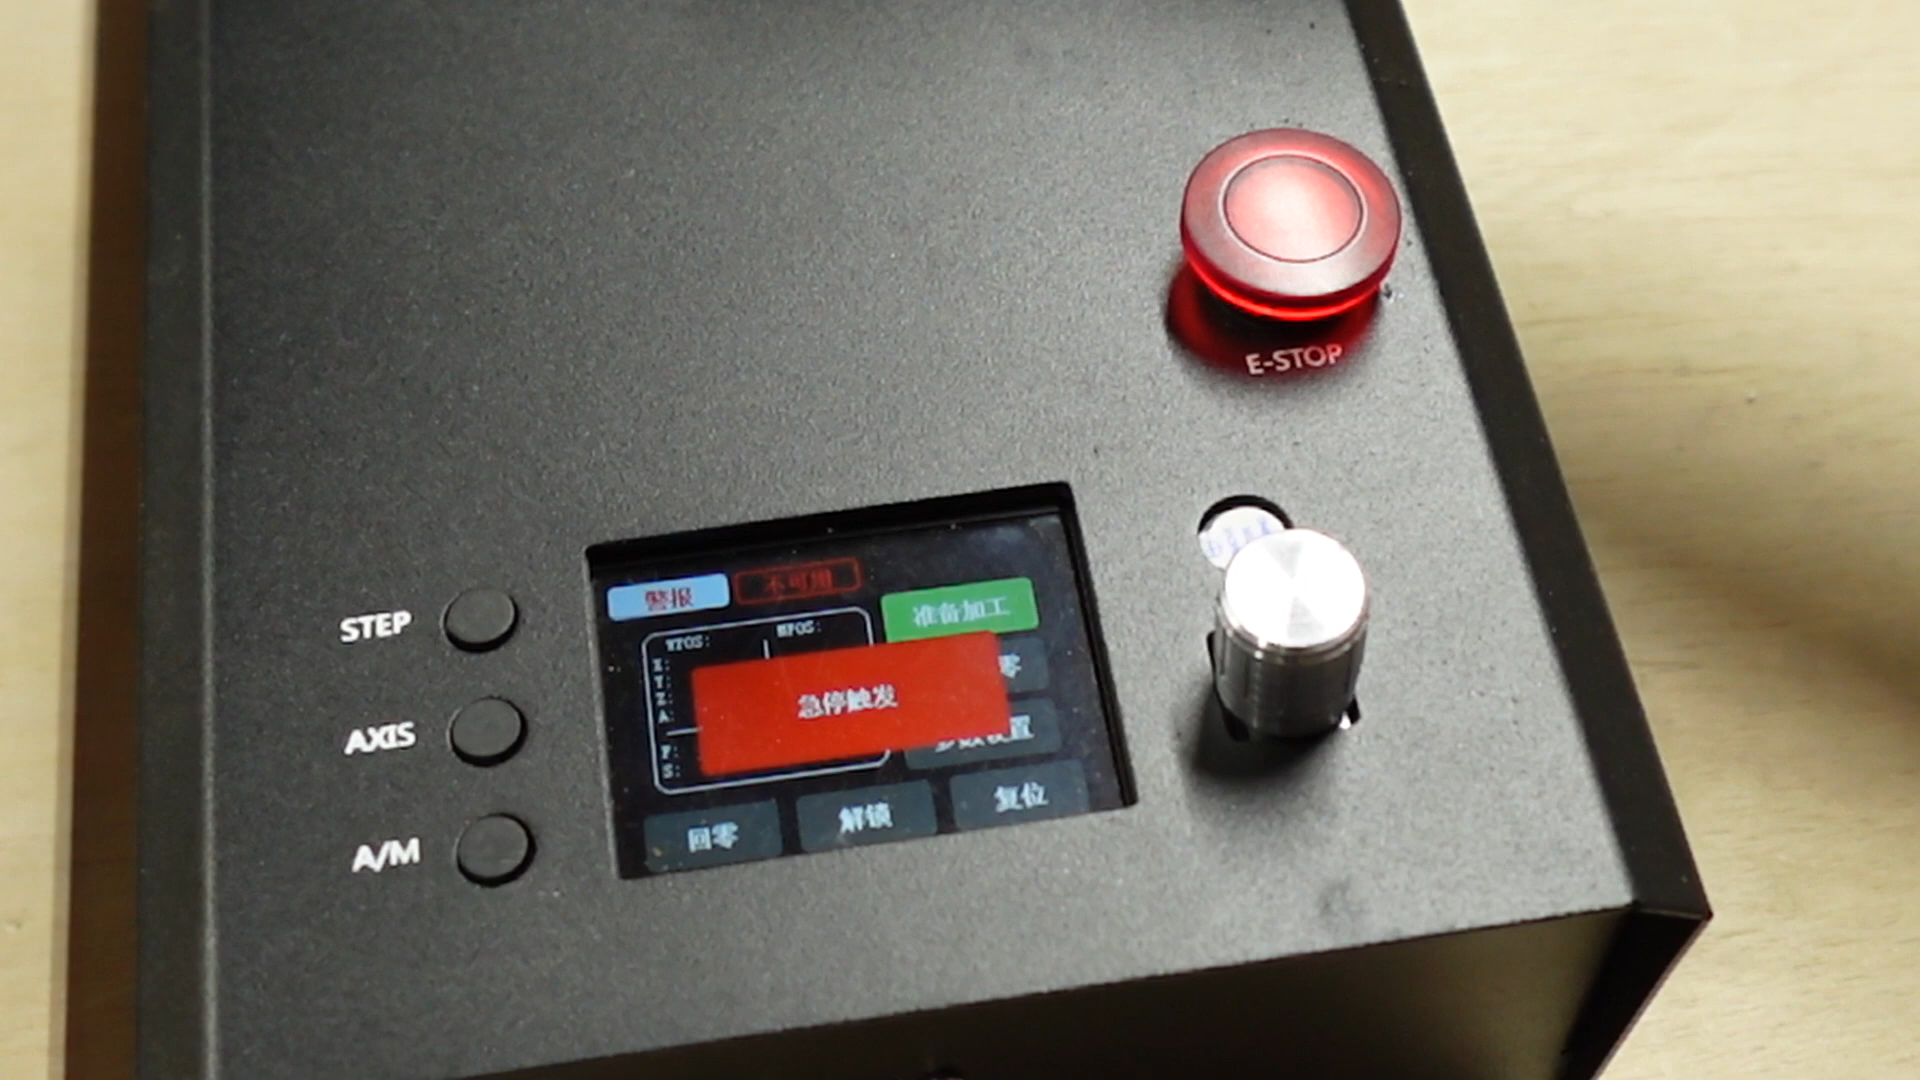 E-STOP
警报
不可用
准备加工
WPOS:
MPOS:
X:
Y:
Z:
A:
零
急停触发
F:
S:
参数设置
回零
解锁
复位
STEP
AXIS
A/M